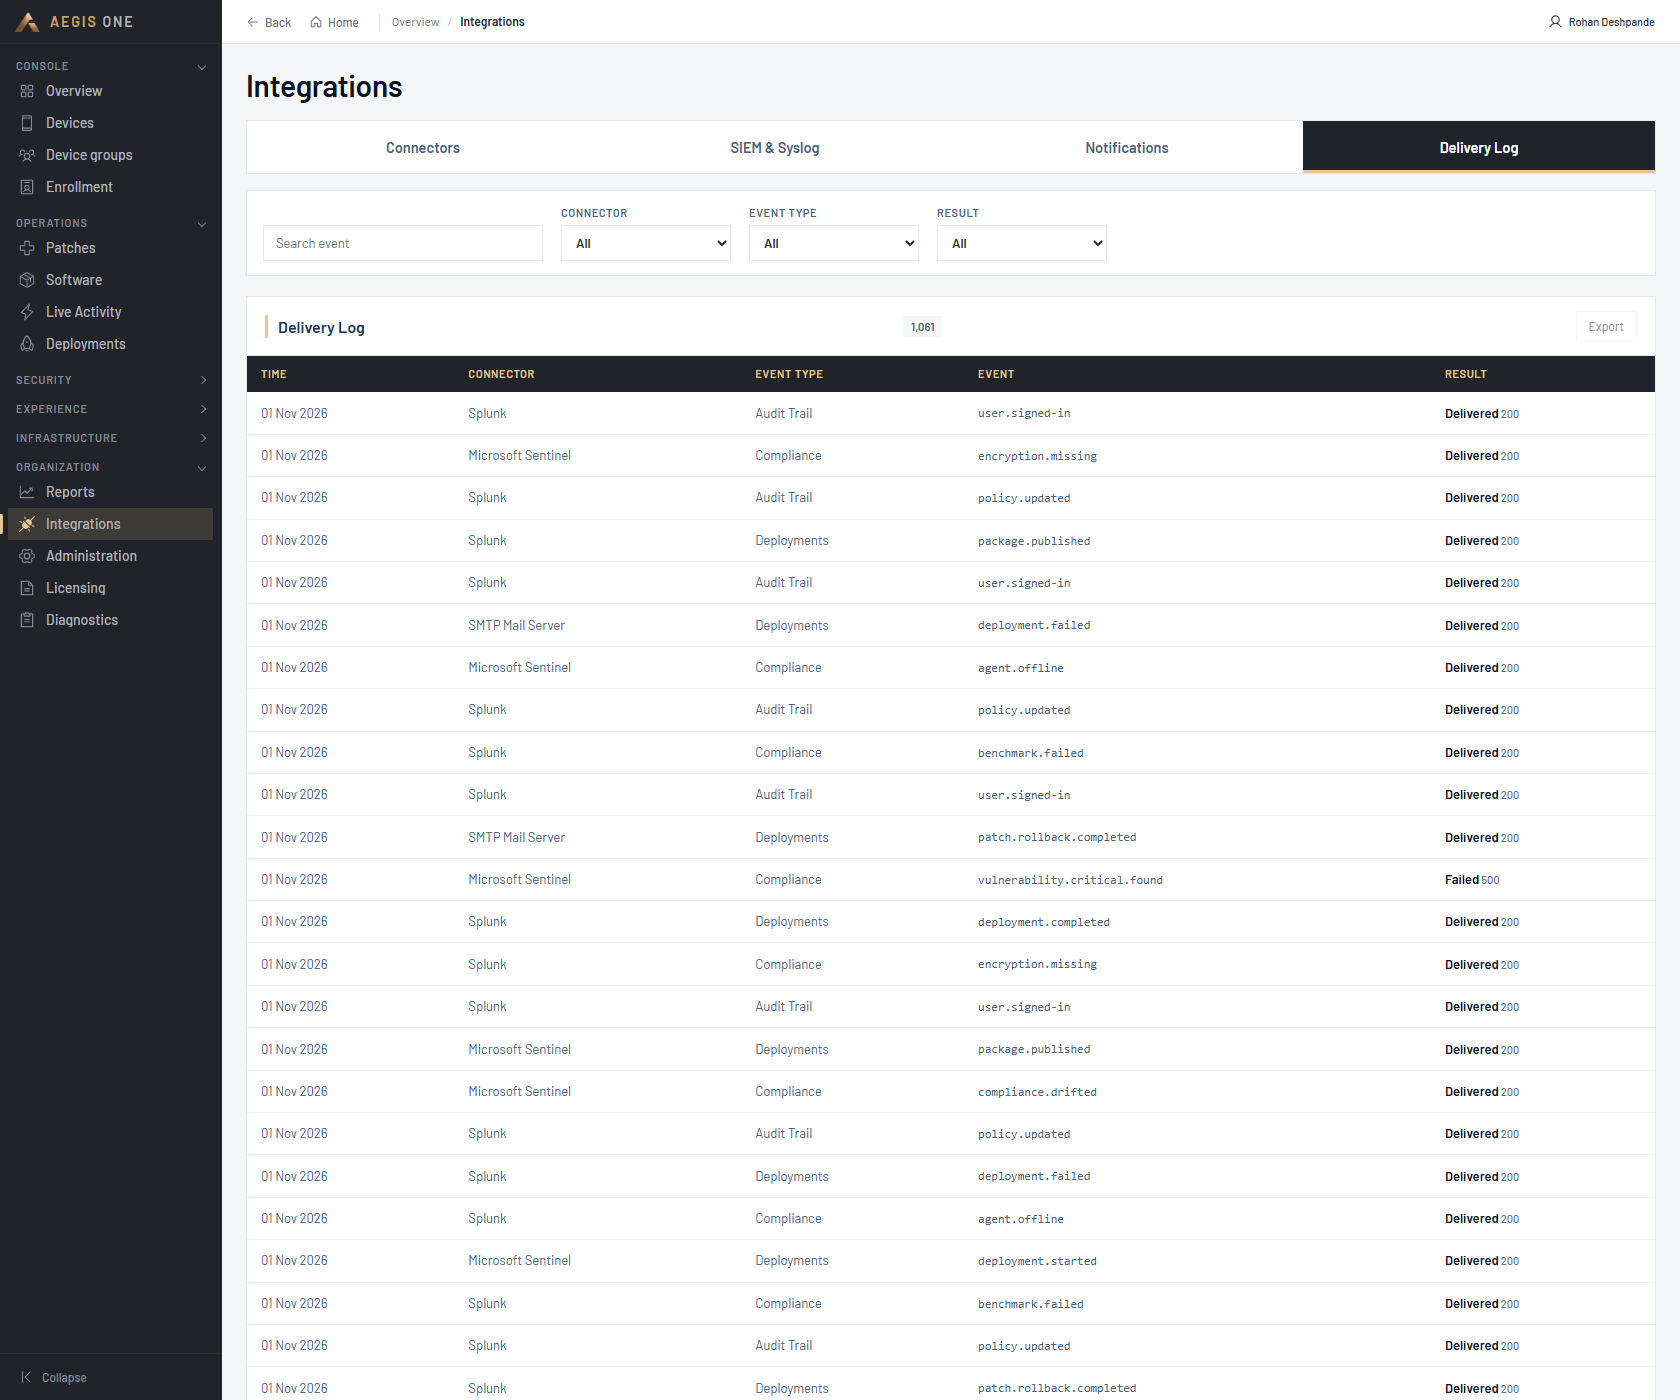 AEGIS ONE
Back
Home
Overview / Integrations
Rohan Deshpande
CONSOLE
Overview
Devices
Device groups
Enrollment
OPERATIONS
Patches
Software
Live Activity
Deployments
SECURITY
EXPERIENCE
INFRASTRUCTURE
ORGANIZATION
Reports
Integrations
Administration
Licensing
Diagnostics
Collapse
Integrations
Connectors SIEM & Syslog Notifications Delivery Log
CONNECTOR EVENT TYPE RESULT
Search event All All All
Delivery Log 1,061 Export
TIME CONNECTOR EVENT TYPE EVENT RESULT
01 Nov 2026 Splunk Audit Trail user.signed-in Delivered 200
01 Nov 2026 Microsoft Sentinel Compliance encryption.missing Delivered 200
01 Nov 2026 Splunk Audit Trail policy.updated Delivered 200
01 Nov 2026 Splunk Deployments package.published Delivered 200
01 Nov 2026 Splunk Audit Trail user.signed-in Delivered 200
01 Nov 2026 SMTP Mail Server Deployments deployment.failed Delivered 200
01 Nov 2026 Microsoft Sentinel Compliance agent.offline Delivered 200
01 Nov 2026 Splunk Audit Trail policy.updated Delivered 200
01 Nov 2026 Splunk Compliance benchmark.failed Delivered 200
01 Nov 2026 Splunk Audit Trail user.signed-in Delivered 200
01 Nov 2026 SMTP Mail Server Deployments patch.rollback.completed Delivered 200
01 Nov 2026 Microsoft Sentinel Compliance vulnerability.critical.found Failed 500
01 Nov 2026 Splunk Deployments deployment.completed Delivered 200
01 Nov 2026 Splunk Compliance encryption.missing Delivered 200
01 Nov 2026 Splunk Audit Trail user.signed-in Delivered 200
01 Nov 2026 Microsoft Sentinel Deployments package.published Delivered 200
01 Nov 2026 Microsoft Sentinel Compliance compliance.drifted Delivered 200
01 Nov 2026 Splunk Audit Trail policy.updated Delivered 200
01 Nov 2026 Splunk Deployments deployment.failed Delivered 200
01 Nov 2026 Splunk Compliance agent.offline Delivered 200
01 Nov 2026 Microsoft Sentinel Deployments deployment.started Delivered 200
01 Nov 2026 Splunk Compliance benchmark.failed Delivered 200
01 Nov 2026 Splunk Audit Trail policy.updated Delivered 200
01 Nov 2026 Splunk Deployments patch.rollback.completed Delivered 200